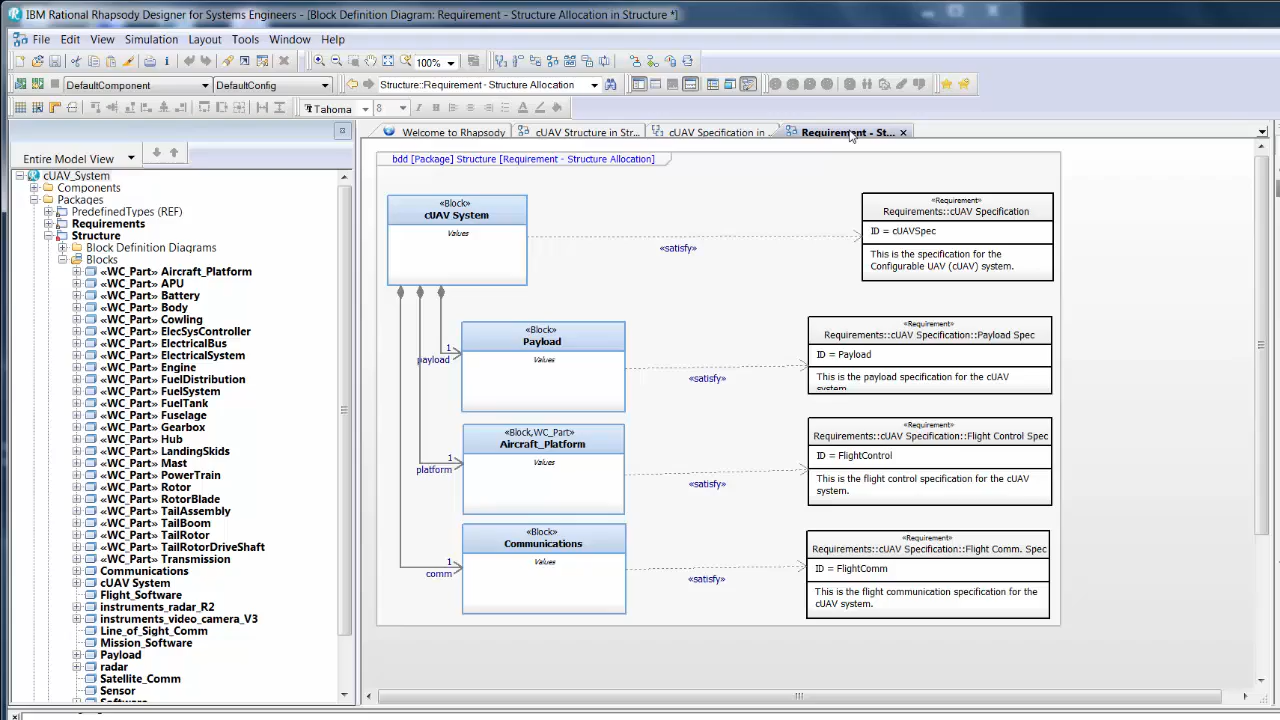 IBM Rational Rhapsody Designer for Systems Engineers - [Block Definition Diagram: Requirement - Structure Allocation in Structure *]
File Edit View Simulation Layout Tools Window Help
100%
DefaultComponent DefaultConfig Structure::Requirement - Structure Allocation
Tahoma 8
Welcome to Rhapsody cUAV Structure in Str... cUAV Specification in ... Requirement - St...
Entire Model View
cUAV_System
Components
Packages
PredefinedTypes (REF)
Requirements
Structure
Block Definition Diagrams
Blocks
«WC_Part» Aircraft_Platform
«WC_Part» APU
«WC_Part» Battery
«WC_Part» Body
«WC_Part» Cowling
«WC_Part» ElecSysController
«WC_Part» ElectricalBus
«WC_Part» ElectricalSystem
«WC_Part» Engine
«WC_Part» FuelDistribution
«WC_Part» FuelSystem
«WC_Part» FuelTank
«WC_Part» Fuselage
«WC_Part» Gearbox
«WC_Part» Hub
«WC_Part» LandingSkids
«WC_Part» Mast
«WC_Part» PowerTrain
«WC_Part» Rotor
«WC_Part» RotorBlade
«WC_Part» TailAssembly
«WC_Part» TailBoom
«WC_Part» TailRotor
«WC_Part» TailRotorDriveShaft
«WC_Part» Transmission
Communications
cUAV System
Flight_Software
instruments_radar_R2
instruments_video_camera_V3
Line_of_Sight_Comm
Mission_Software
Payload
radar
Satellite_Comm
Sensor
Software
bdd [Package] Structure [Requirement - Structure Allocation]
«Block»
cUAV System
Values
«satisfy»
«Requirement»
Requirements::cUAV Specification
ID = cUAVSpec
This is the specification for the
Configurable UAV (cUAV) system.
1
payload
«Block»
Payload
Values
«satisfy»
«Requirement»
Requirements::cUAV Specification::Payload Spec
ID = Payload
This is the payload specification for the cUAV
system.
1
platform
«Block,WC_Part»
Aircraft_Platform
Values
«satisfy»
«Requirement»
Requirements::cUAV Specification::Flight Control Spec
ID = FlightControl
This is the flight control specification for the cUAV
system.
1
comm
«Block»
Communications
Values
«satisfy»
«Requirement»
Requirements::cUAV Specification::Flight Comm. Spec
ID = FlightComm
This is the flight communication specification for the
cUAV system.